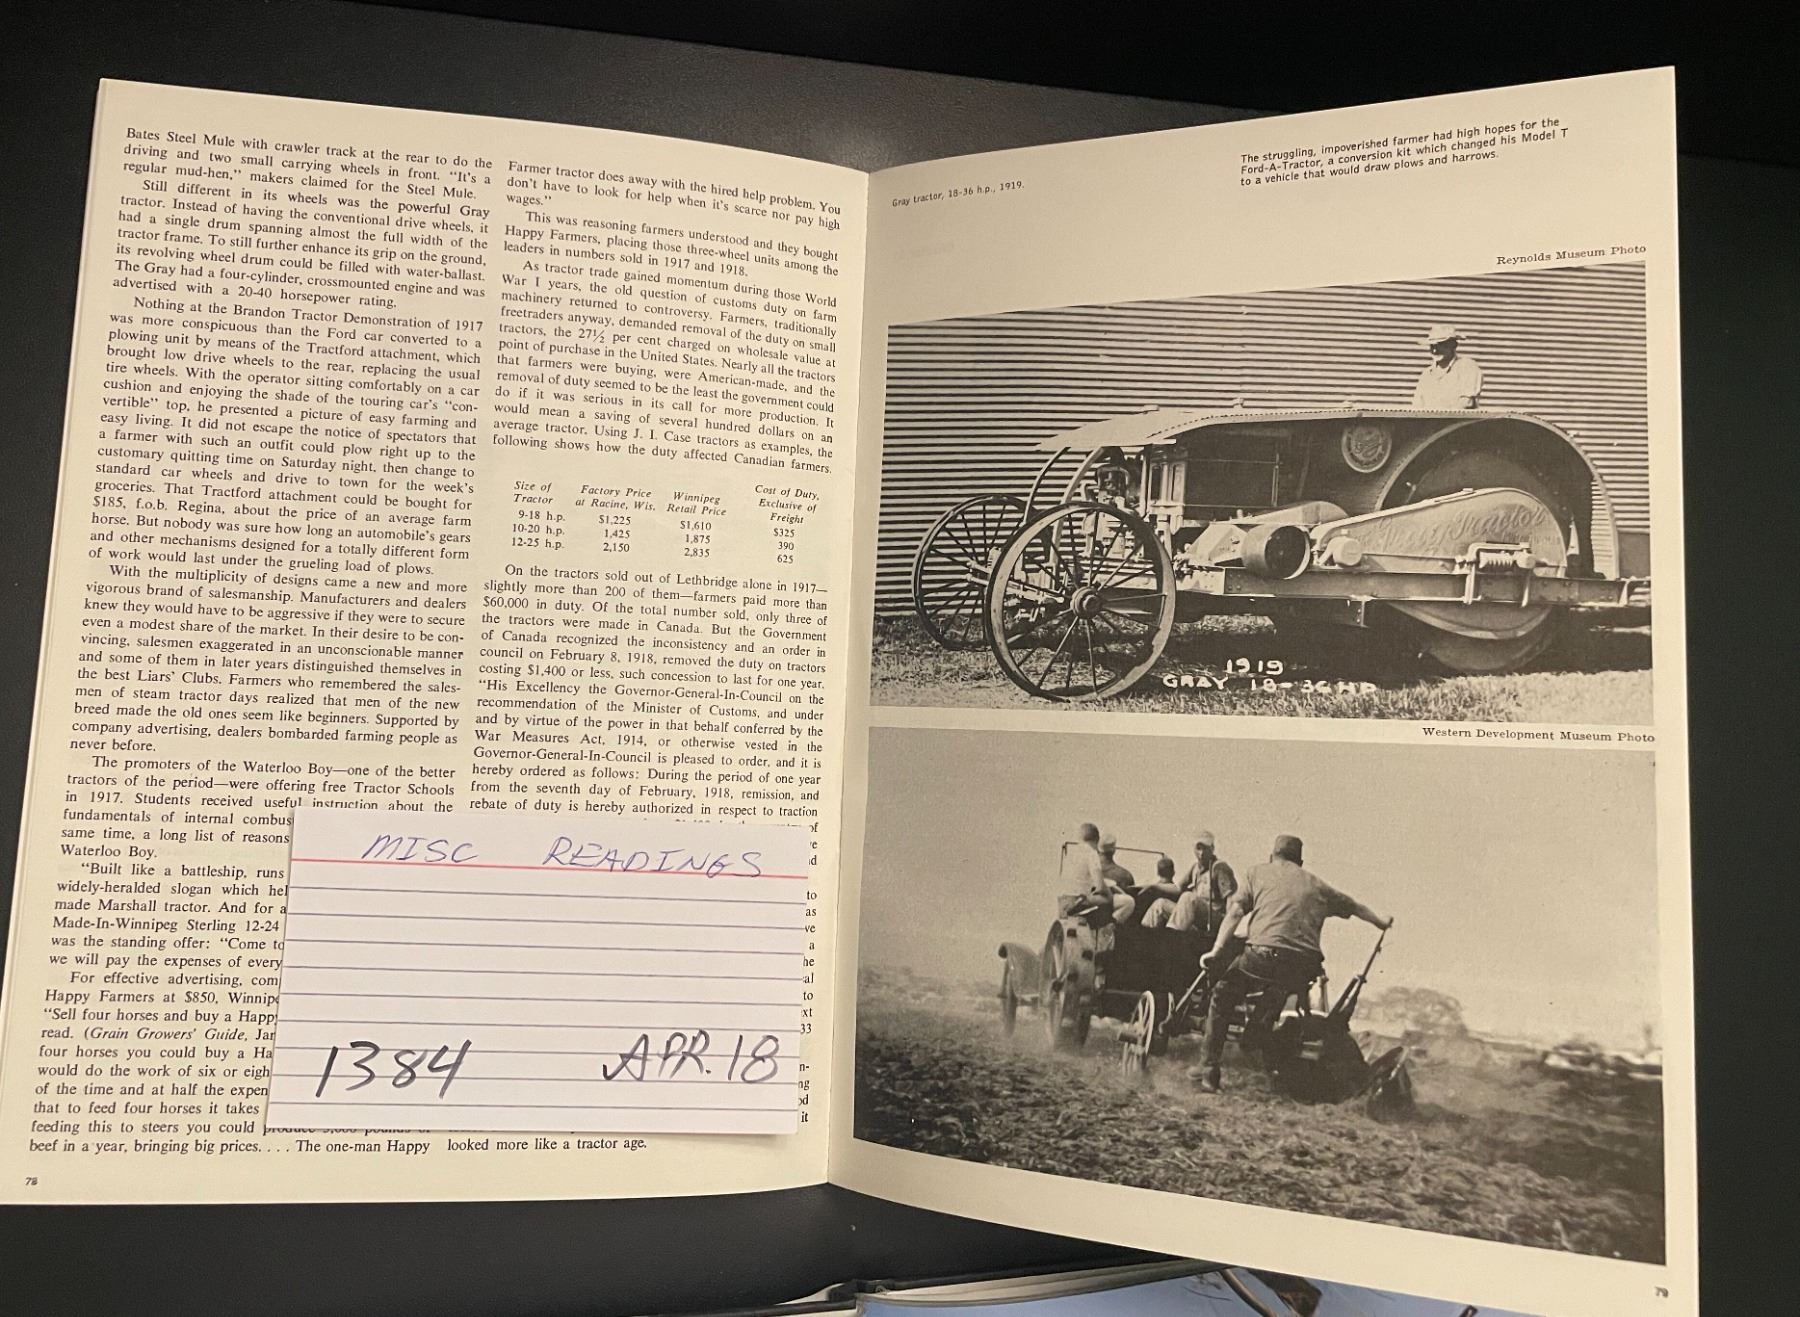 Bates Steel Mule with crawler track at the rear to do the
driving and two small carrying wheels in front. "It's a
regular mud-hen," makers claimed for the Steel Mule.
Still different in its wheels was the powerful Gray
tractor. Instead of having the conventional drive wheels, it
had a single drum spanning almost the full width of the
tractor frame. To still further enhance its grip on the ground,
its revolving wheel drum could be filled with water-ballast.
The Gray had a four-cylinder, crossmounted engine and was
advertised with a 20-40 horsepower rating.
Nothing at the Brandon Tractor Demonstration of 1917
was more conspicuous than the Ford car converted to a
plowing unit by means of the Tractford attachment, which
brought low drive wheels to the rear, replacing the usual
tire wheels. With the operator sitting comfortably on a car
cushion and enjoying the shade of the touring car's "con-
vertible" top, he presented a picture of easy farming and
easy living. It did not escape the notice of spectators that
a farmer with such an outfit could plow right up to the
customary quitting time on Saturday night, then change to
standard car wheels and drive to town for the week's
groceries. That Tractford attachment could be bought for
$185, f.o.b. Regina, about the price of an average farm
horse. But nobody was sure how long an automobile's gears
and other mechanisms designed for a totally different form
of work would last under the grueling load of plows.
With the multiplicity of designs came a new and more
vigorous brand of salesmanship. Manufacturers and dealers
knew they would have to be aggressive if they were to secure
even a modest share of the market. In their desire to be con-
vincing, salesmen exaggerated in an unconscionable manner
and some of them in later years distinguished themselves in
the best Liars' Clubs. Farmers who remembered the sales-
men of steam tractor days realized that men of the new
breed made the old ones seem like beginners. Supported by
company advertising, dealers bombarded farming people as
never before.
The promoters of the Waterloo Boy—one of the better
tractors of the period—were offering free Tractor Schools
in 1917. Students received useful instruction about the
fundamentals of internal combus
same time, a long list of reasons
Waterloo Boy.
"Built like a battleship, runs
widely-heralded slogan which hel
made Marshall tractor. And for a
Made-In-Winnipeg Sterling 12-24
was the standing offer: "Come to
we will pay the expenses of every
For effective advertising, com
Happy Farmers at $850, Winnipe
"Sell four horses and buy a Happ
read. (Grain Growers' Guide, Jan
four horses you could buy a Ha
would do the work of six or eigh
of the time and at half the expen
that to feed four horses it takes
feeding this to steers you could produce 3,000 pounds of
beef in a year, bringing big prices. . . . The one-man Happy
78
Farmer tractor does away with the hired help problem. You
don't have to look for help when it's scarce nor pay high
wages."
This was reasoning farmers understood and they bought
Happy Farmers, placing those three-wheel units among the
leaders in numbers sold in 1917 and 1918.
As tractor trade gained momentum during those World
War I years, the old question of customs duty on farm
machinery returned to controversy. Farmers, traditionally
freetraders anyway, demanded removal of the duty on small
tractors, the 27½ per cent charged on wholesale value at
point of purchase in the United States. Nearly all the tractors
that farmers were buying, were American-made, and the
removal of duty seemed to be the least the government could
do if it was serious in its call for more production. It
would mean a saving of several hundred dollars on an
average tractor. Using J. I. Case tractors as examples, the
following shows how the duty affected Canadian farmers.
Size of Tractor Factory Price at Racine, Wis. Winnipeg Retail Price Cost of Duty, Exclusive of Freight
9-18 h.p. $1,225 $1,610 $325
10-20 h.p. 1,425 1,875 390
12-25 h.p. 2,150 2,835 625
On the tractors sold out of Lethbridge alone in 1917—
slightly more than 200 of them—farmers paid more than
$60,000 in duty. Of the total number sold, only three of
the tractors were made in Canada. But the Government
of Canada recognized the inconsistency and an order in
council on February 8, 1918, removed the duty on tractors
costing $1,400 or less, such concession to last for one year.
"His Excellency the Governor-General-In-Council on the
recommendation of the Minister of Customs, and under
and by virtue of the power in that behalf conferred by the
War Measures Act, 1914, or otherwise vested in the
Governor-General-In-Council is pleased to order, and it is
hereby ordered as follows: During the period of one year
from the seventh day of February, 1918, remission, and
rebate of duty is hereby authorized in respect to traction
of
to
as
ve
a
he
al
to
xt
33
n-
ng
od
it
looked more like a tractor age.
MISC READINGS
1384 APR. 18
Gray tractor, 18-36 h.p., 1919.
The struggling, impoverished farmer had high hopes for the
Ford-A-Tractor, a conversion kit which changed his Model T
to a vehicle that would draw plows and harrows.
Reynolds Museum Photo
Gray Tractor
1919
GRAY 18-36 HP
Western Development Museum Photo
79